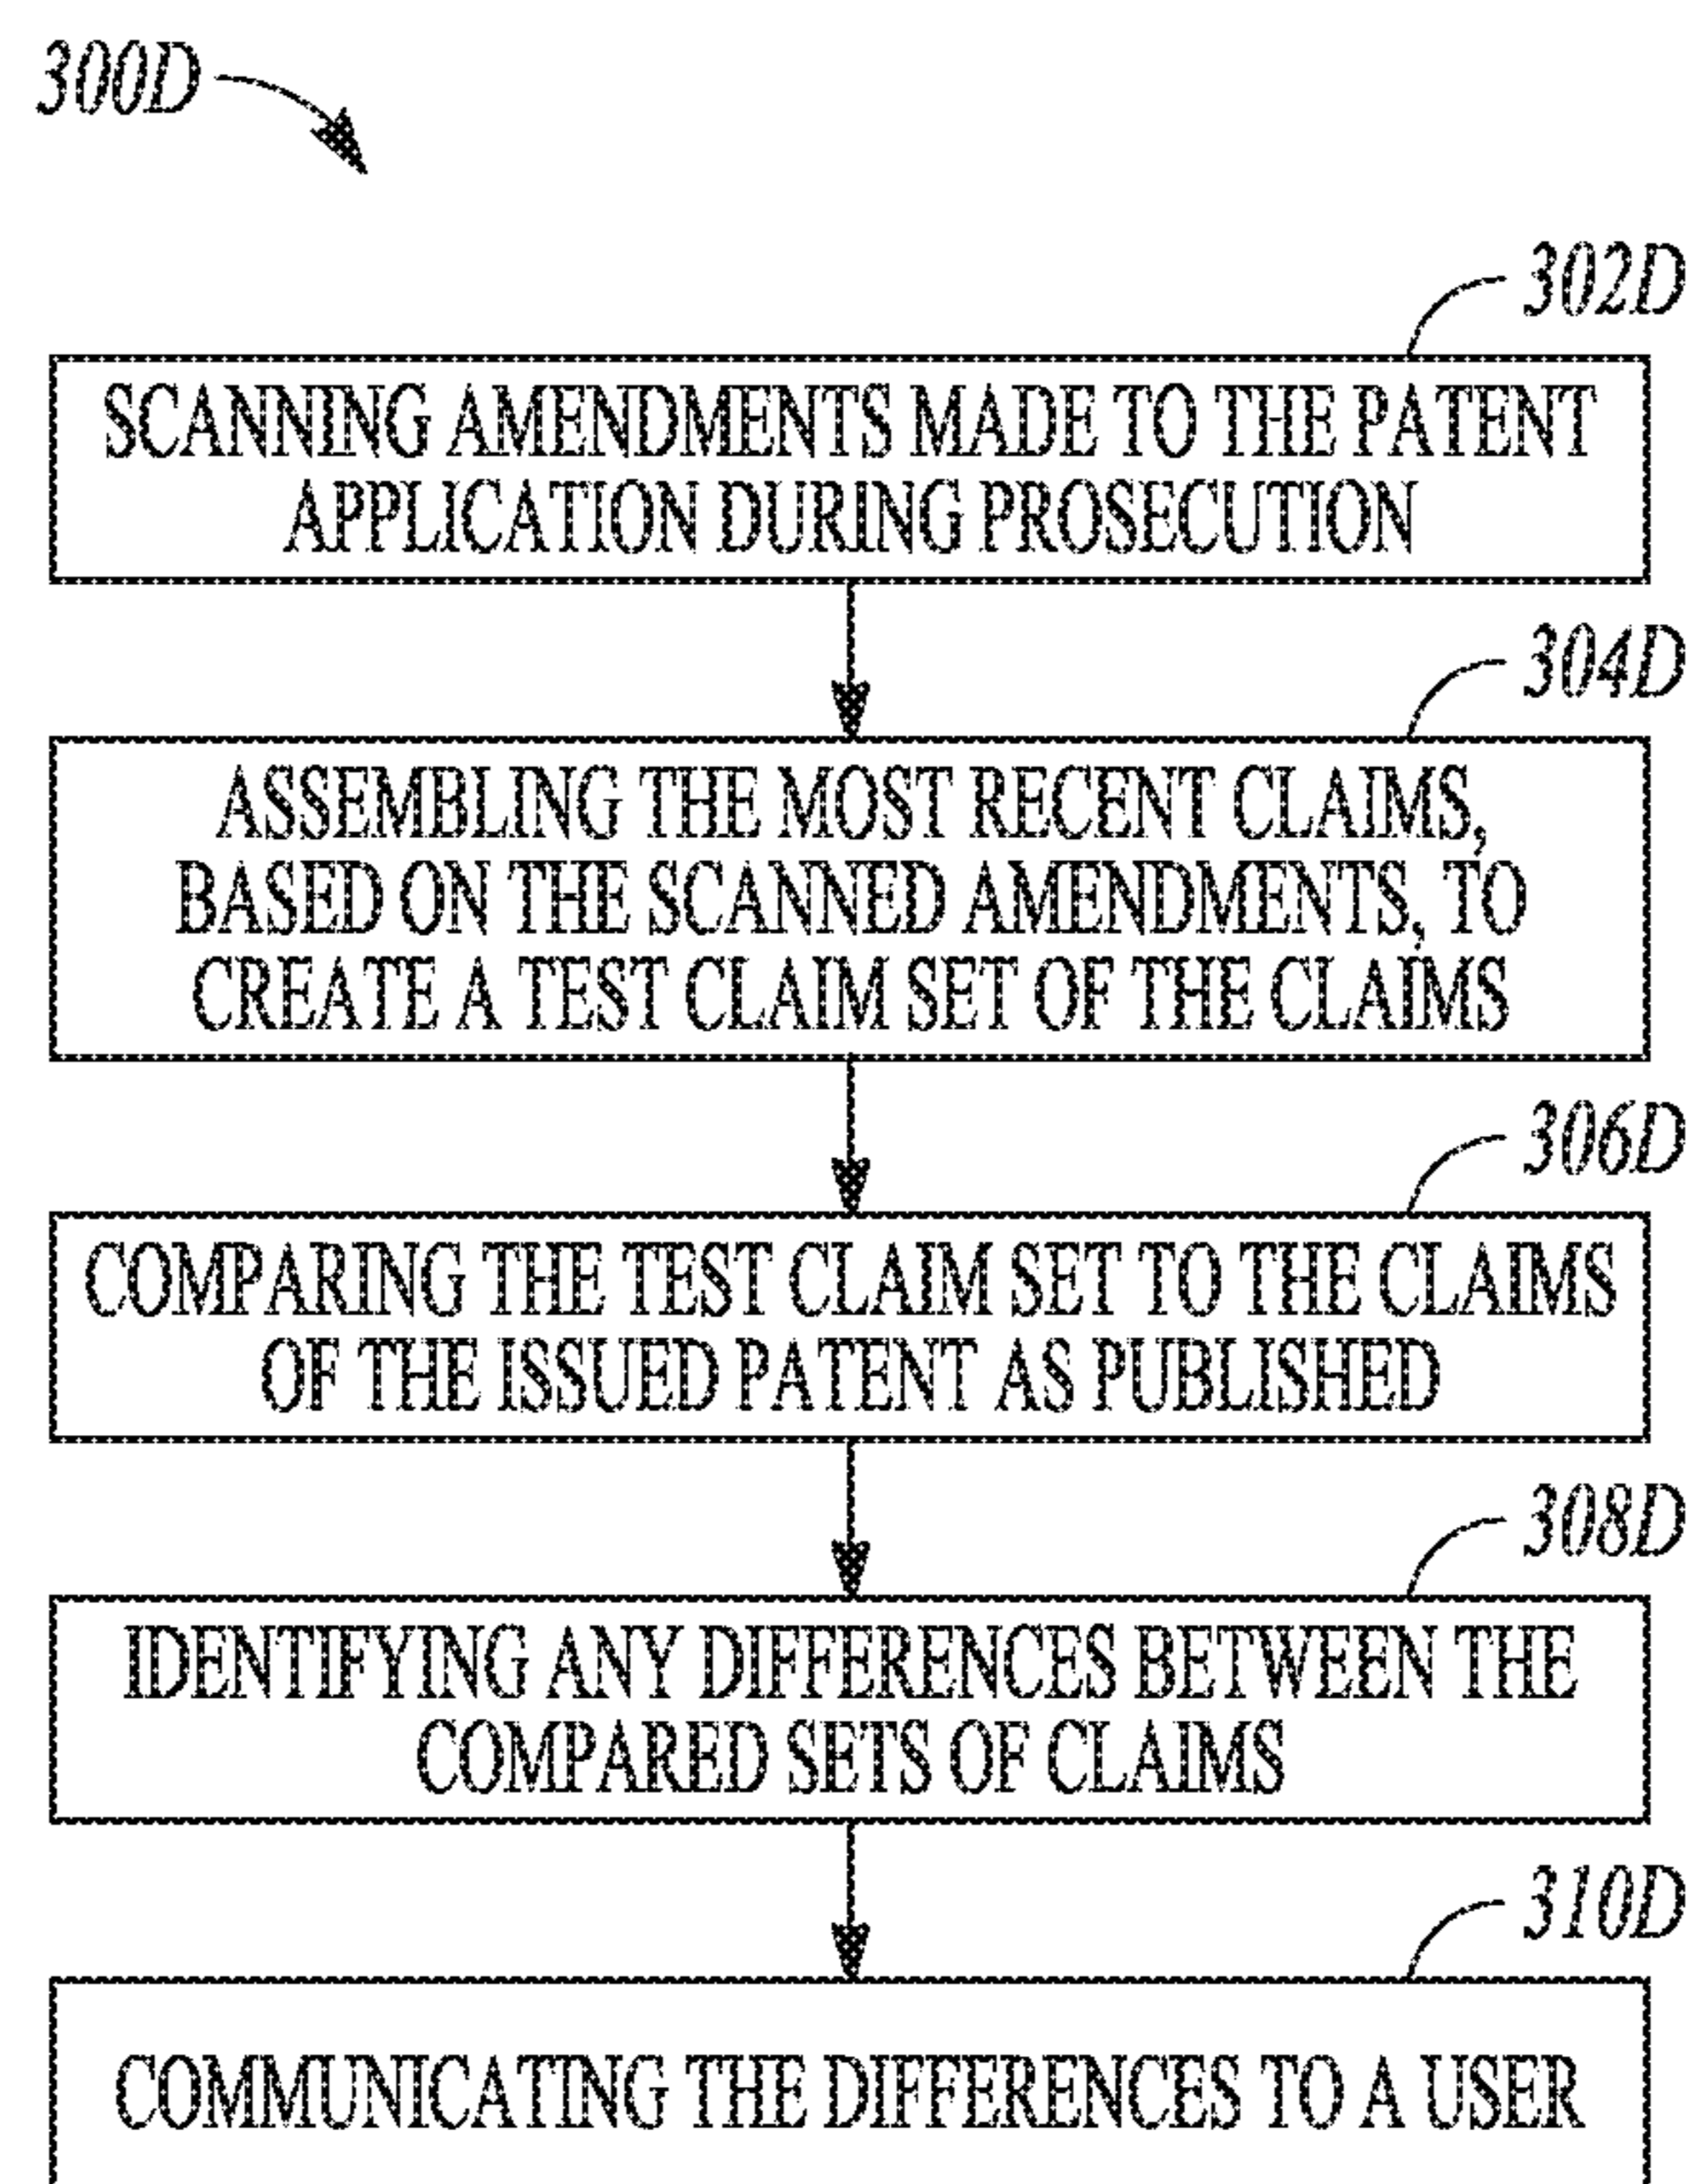 300D
302D
SCANNING AMENDMENTS MADE TO THE PATENT
APPLICATION DURING PROSECUTION
304D
ASSEMBLING THE MOST RECENT CLAIMS,
BASED ON THE SCANNED AMENDMENTS, TO
CREATE A TEST CLAIM SET OF THE CLAIMS
306D
COMPARING THE TEST CLAIM SET TO THE CLAIMS
OF THE ISSUED PATENT AS PUBLISHED
308D
IDENTIFYING ANY DIFFERENCES BETWEEN THE
COMPARED SETS OF CLAIMS
310D
COMMUNICATING THE DIFFERENCES TO A USER